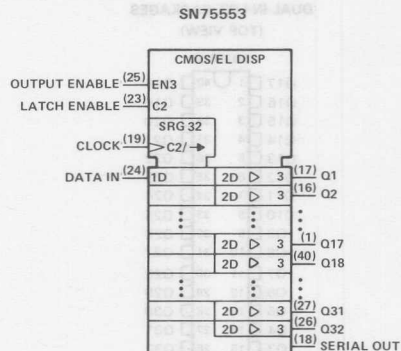 SN75553
CMOS/EL DISP
OUTPUT ENABLE (25) EN3
LATCH ENABLE (23) C2
SRG 32
CLOCK (19) C2/
DATA IN (24) 1D 2D 3 (17) Q1
2D 3 (16) Q2
2D 3 (1) Q17
2D 3 (40) Q18
2D 3 (27) Q31
2D 3 (26) Q32
(18) SERIAL OUT